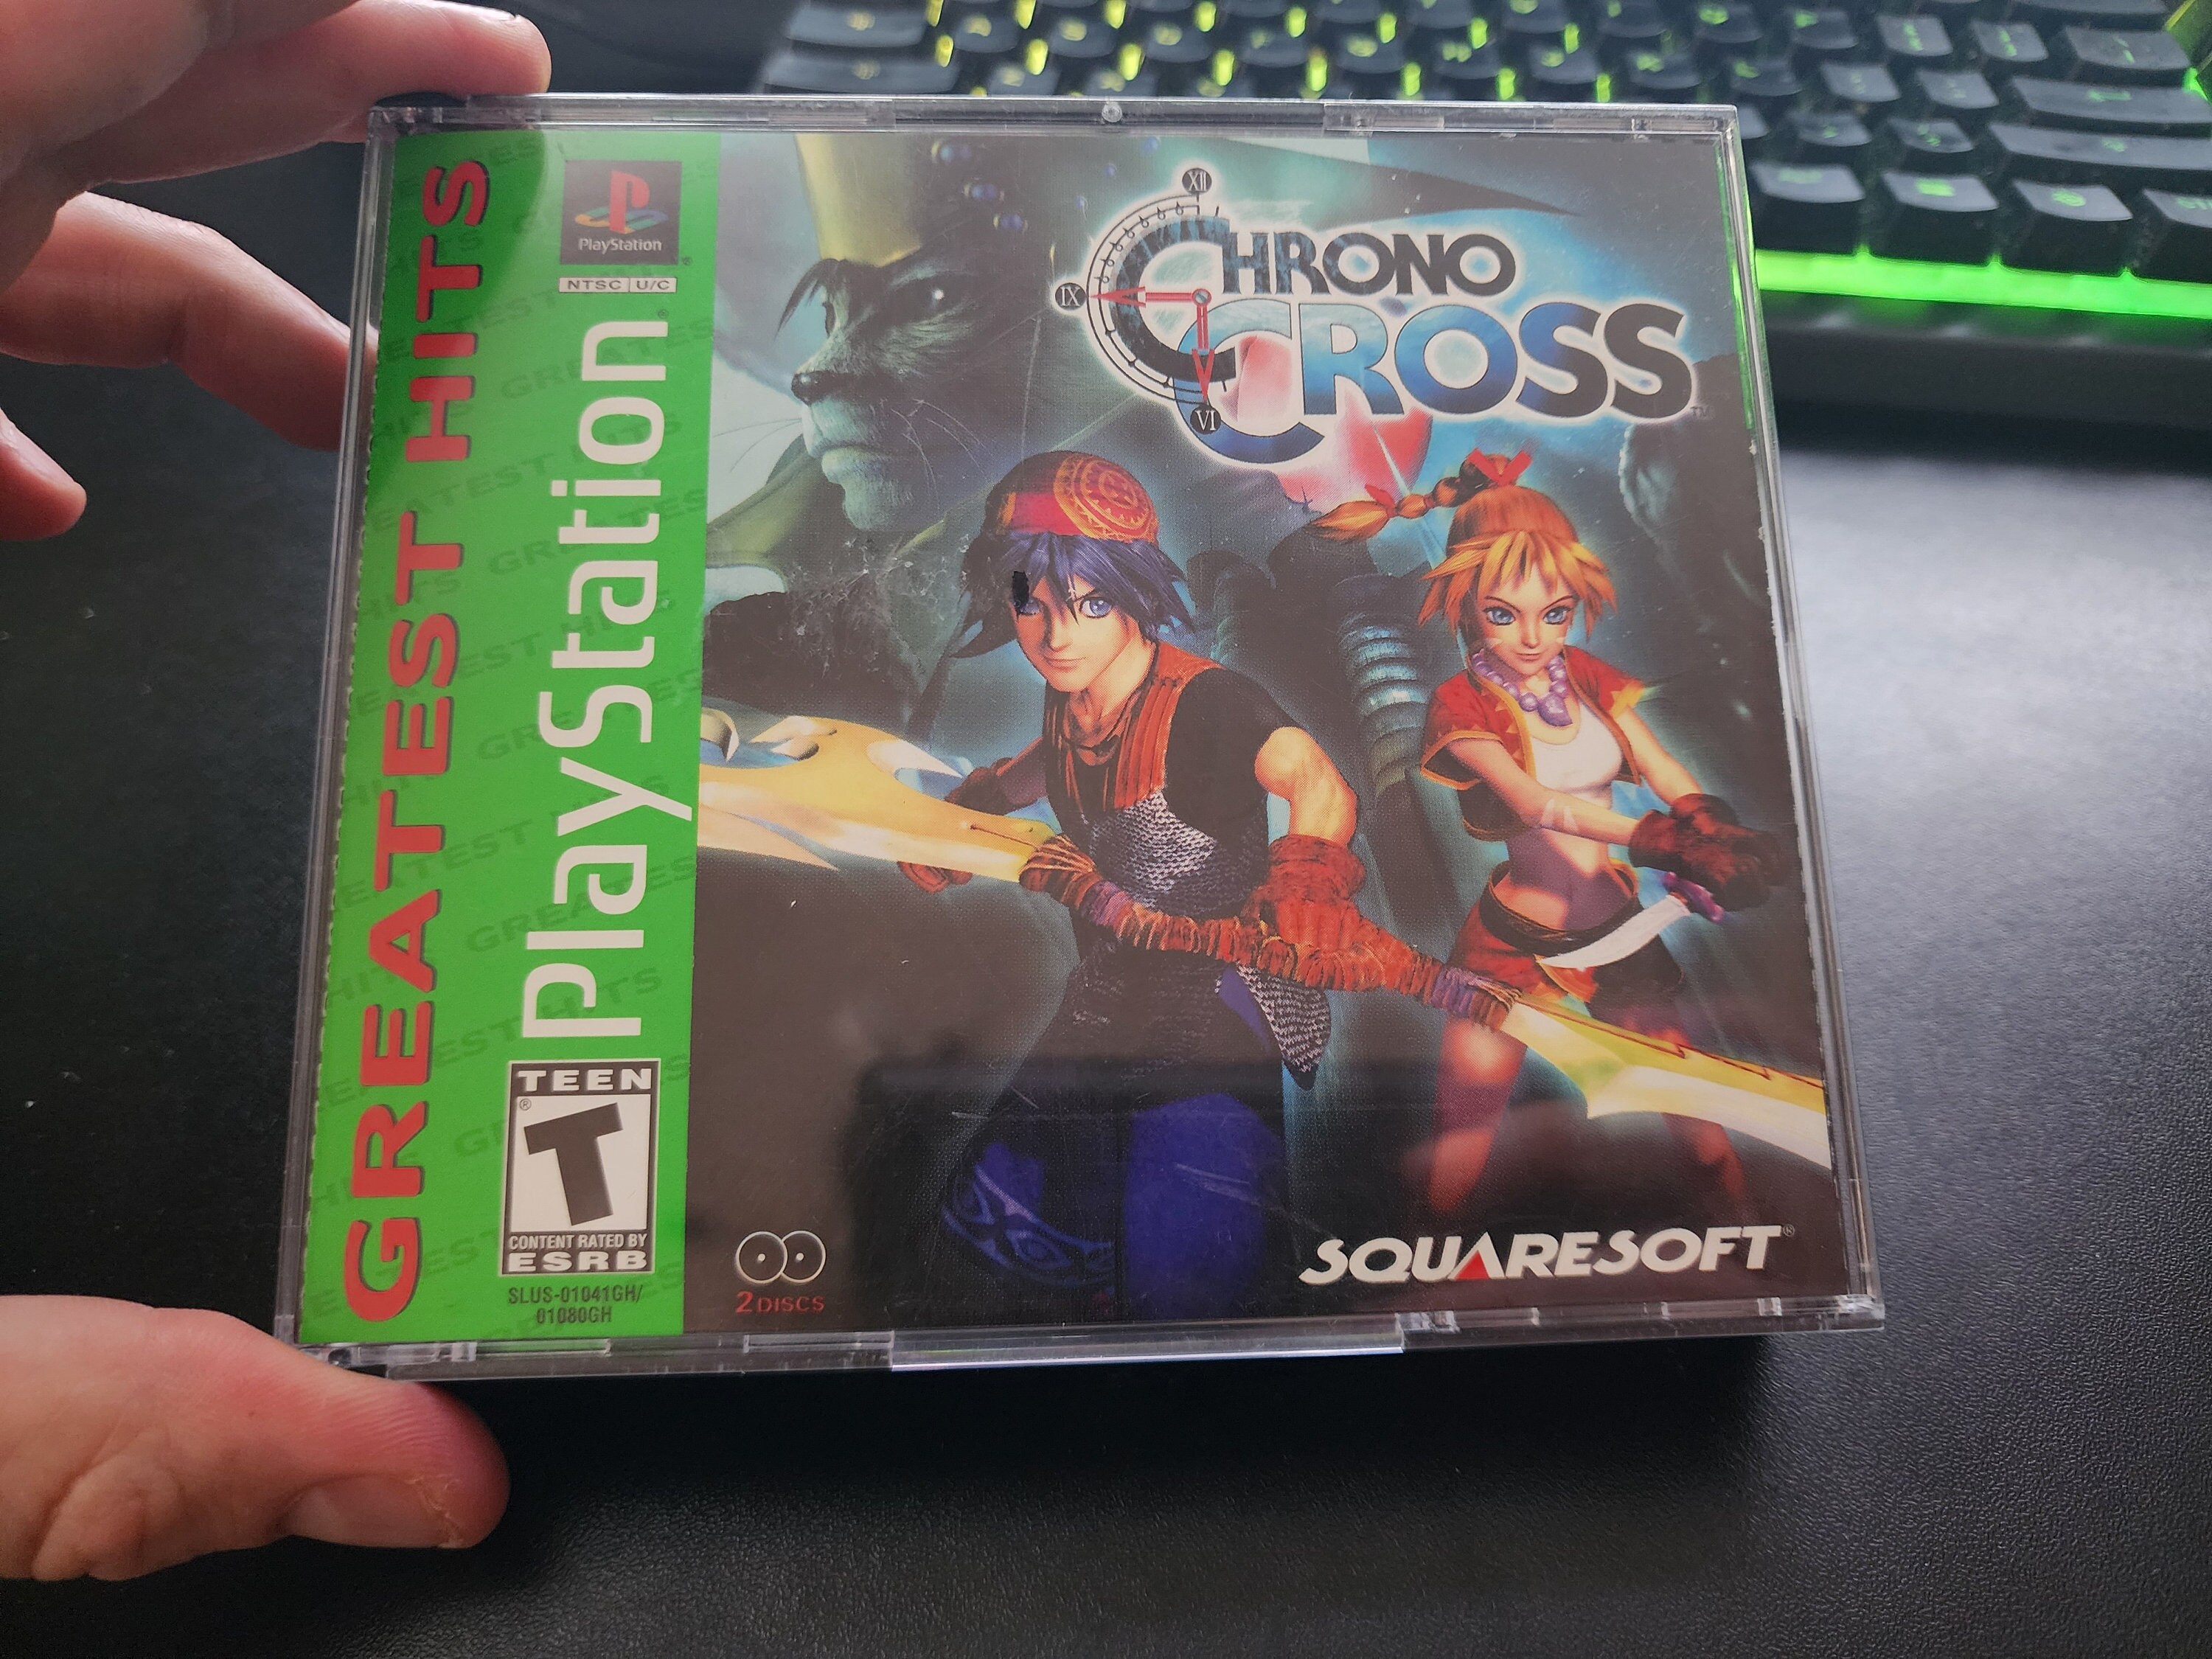 GREATEST HITS
PlayStation
NTSC U/C
PlayStation®
TEEN
T
®
CONTENT RATED BY
ESRB
SLUS-01041GH/
01080GH
XII
IX
VI
CHRONO
CROSS™
2 DISCS
SQUARESOFT®